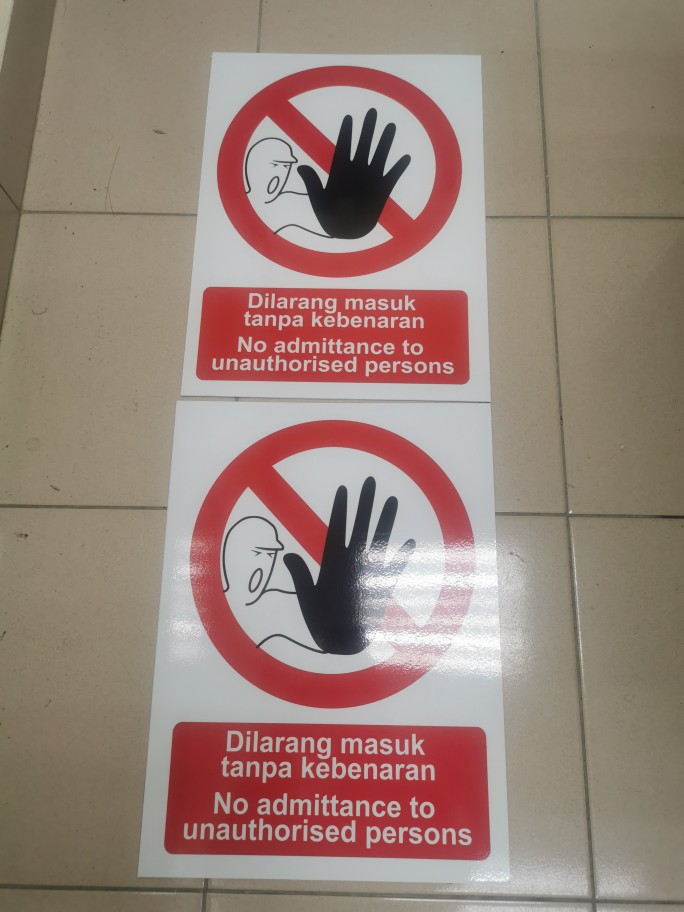 Dilarang masuk
tanpa kebenaran
No admittance to
unauthorised persons
Dilarang masuk
tanpa kebenaran
No admittance to
unauthorised persons